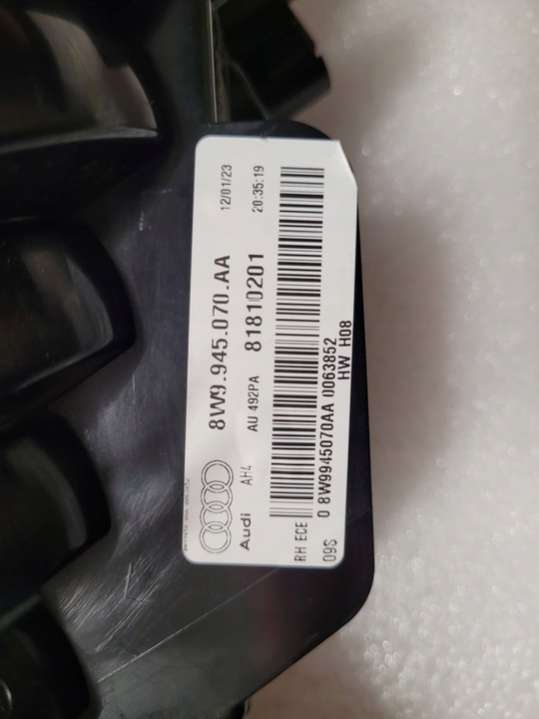 8W9.945.070.AA 12/01/23
Audi AH4 AU 492PA 81810201 20:35:19
RH ECE
09S 0 8W9945070AA 0063852
HW H08